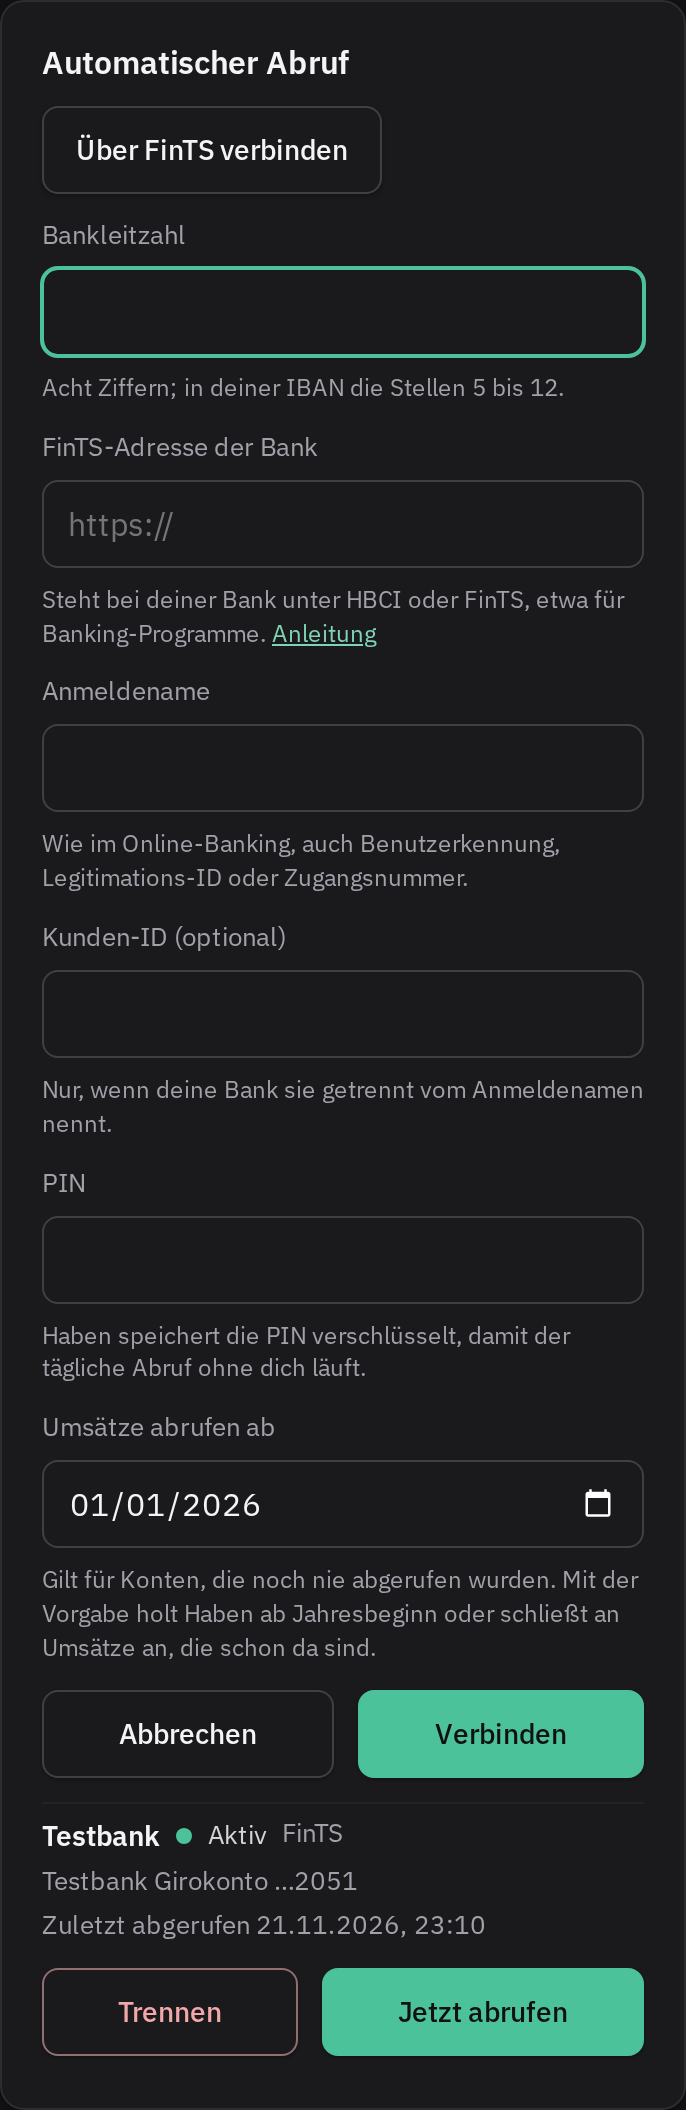 Automatischer Abruf
Über FinTS verbinden
Bankleitzahl
Acht Ziffern; in deiner IBAN die Stellen 5 bis 12.
FinTS-Adresse der Bank
https://
Steht bei deiner Bank unter HBCI oder FinTS, etwa für
Banking-Programme. Anleitung
Anmeldename
Wie im Online-Banking, auch Benutzerkennung,
Legitimations-ID oder Zugangsnummer.
Kunden-ID (optional)
Nur, wenn deine Bank sie getrennt vom Anmeldenamen
nennt.
PIN
Haben speichert die PIN verschlüsselt, damit der
tägliche Abruf ohne dich läuft.
Umsätze abrufen ab
01/01/2026
Gilt für Konten, die noch nie abgerufen wurden. Mit der
Vorgabe holt Haben ab Jahresbeginn oder schließt an
Umsätze an, die schon da sind.
Abbrechen Verbinden
Testbank Aktiv FinTS
Testbank Girokonto …2051
Zuletzt abgerufen 21.11.2026, 23:10
Trennen Jetzt abrufen